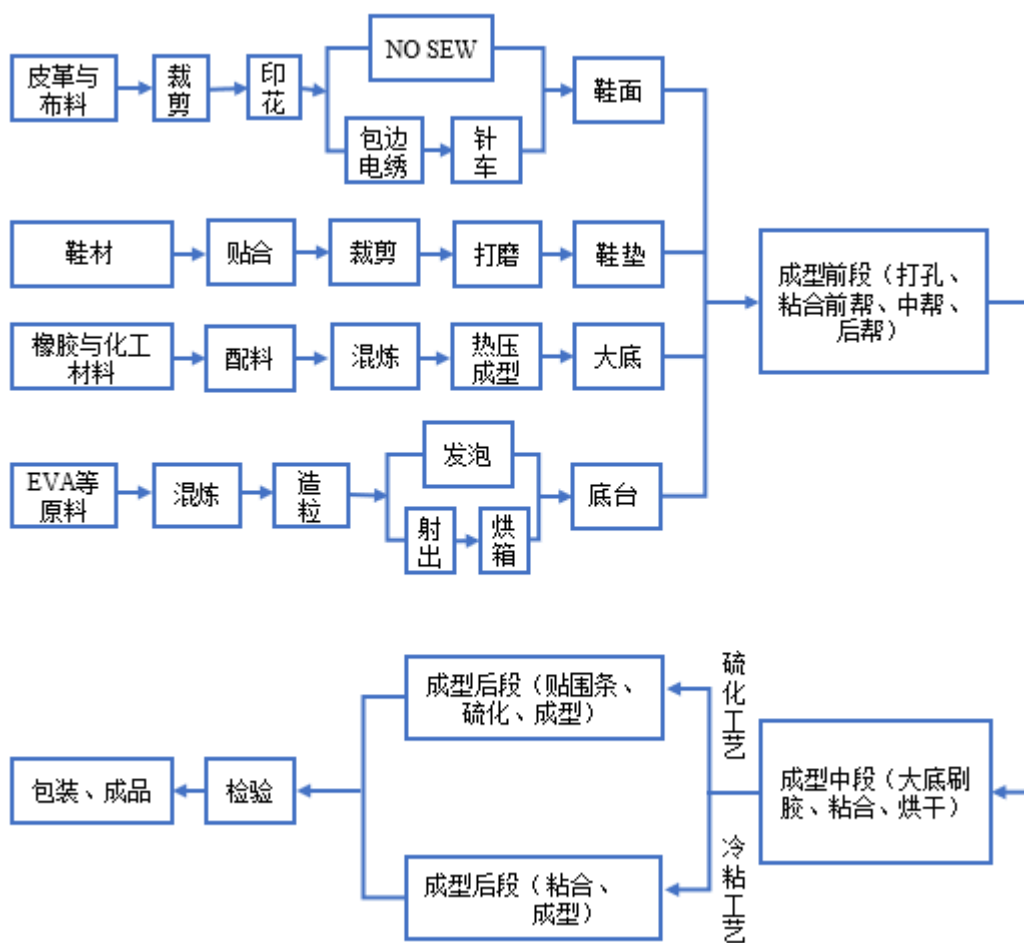 NO SEW
皮革与
布料
裁
剪
印
花
包边
电绣
针
车
鞋面
鞋材
贴合
裁剪
打磨
鞋垫
橡胶与化工
材料
配料
混炼
热压
成型
大底
EVA等
原料
混炼
造
粒
发泡
射
出
烘
箱
底台
成型前段（打孔、
粘合前帮、中帮、
后帮）
成型中段（大底刷
胶、粘合、烘干）
硫
化
工
艺
冷
粘
工
艺
成型后段（贴围条、
硫化、成型）
成型后段（粘合、
成型）
检验
包装、成品